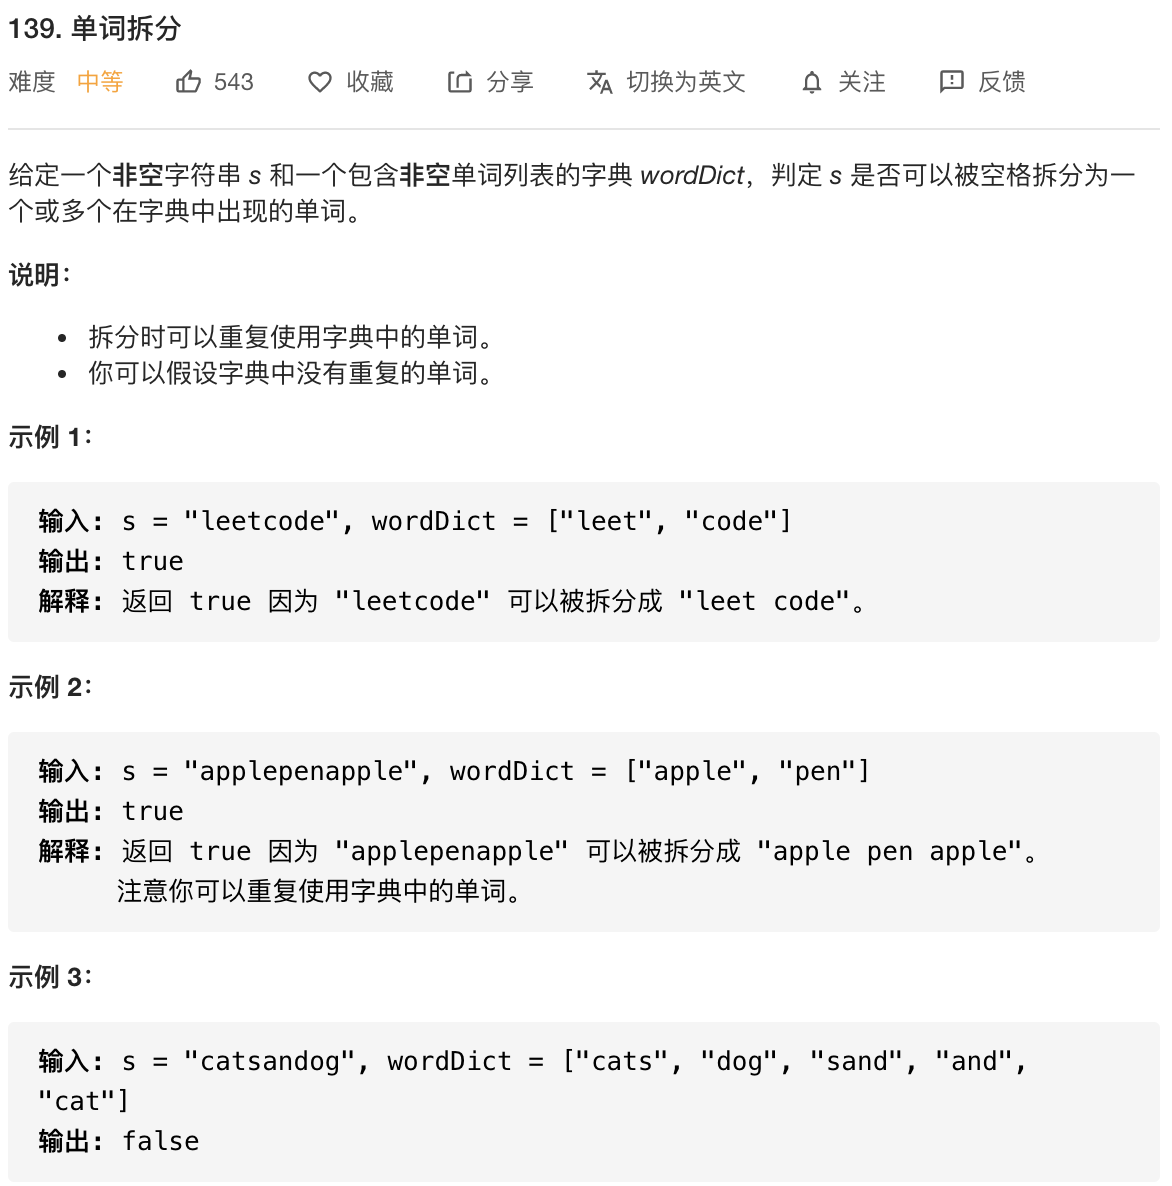 139. 单词拆分
难度 中等 543 收藏 分享 切换为英文 关注 反馈
给定一个非空字符串 s 和一个包含非空单词列表的字典 wordDict，判定 s 是否可以被空格拆分为一
个或多个在字典中出现的单词。
说明：
• 拆分时可以重复使用字典中的单词。
• 你可以假设字典中没有重复的单词。
示例 1：
输入: s = "leetcode", wordDict = ["leet", "code"]
输出: true
解释: 返回 true 因为 "leetcode" 可以被拆分成 "leet code"。
示例 2：
输入: s = "applepenapple", wordDict = ["apple", "pen"]
输出: true
解释: 返回 true 因为 "applepenapple" 可以被拆分成 "apple pen apple"。
注意你可以重复使用字典中的单词。
示例 3：
输入: s = "catsandog", wordDict = ["cats", "dog", "sand", "and",
"cat"]
输出: false